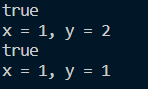 true
x = 1, y = 2
true
x = 1, y = 1